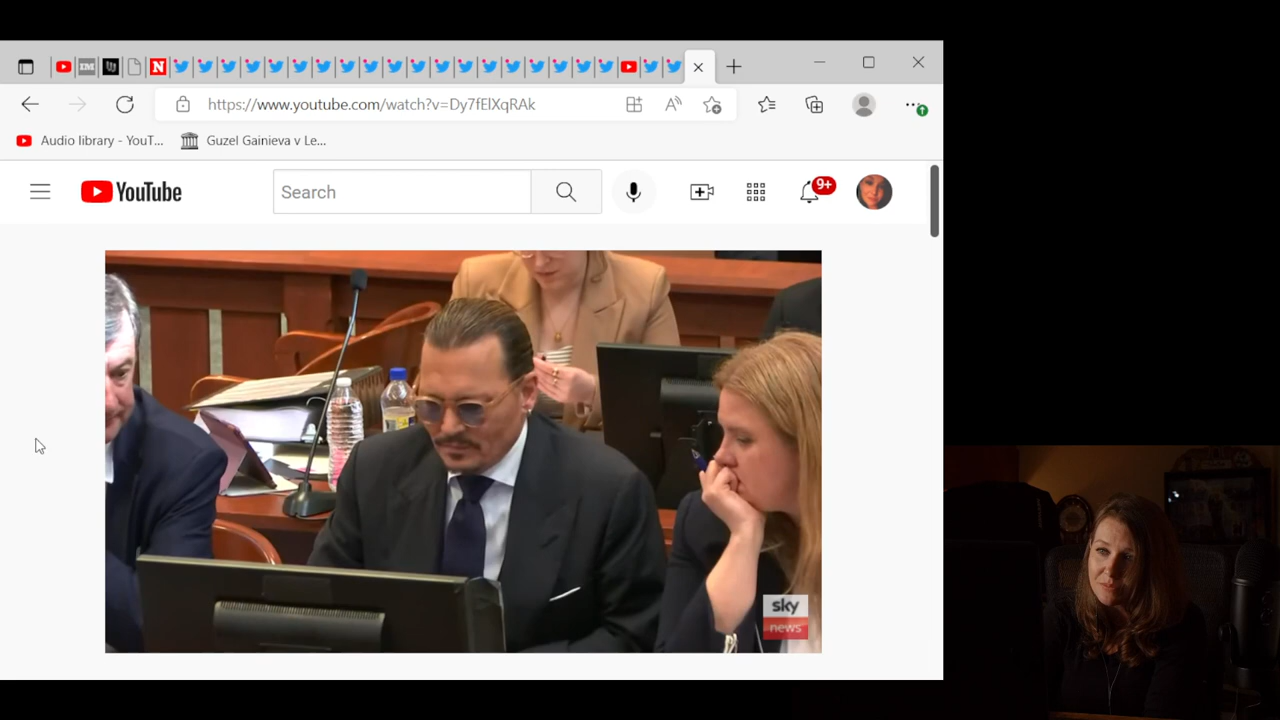 https://www.youtube.com/watch?v=Dy7fElXqRAk
Audio library - YouT...
Guzel Gainieva v Le...
YouTube
Search
9+
sky
news